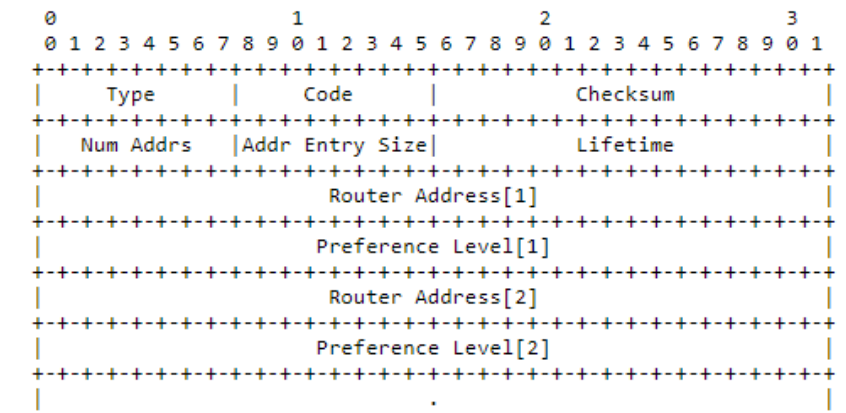 0                   1                   2                   3
 0 1 2 3 4 5 6 7 8 9 0 1 2 3 4 5 6 7 8 9 0 1 2 3 4 5 6 7 8 9 0 1
+-+-+-+-+-+-+-+-+-+-+-+-+-+-+-+-+-+-+-+-+-+-+-+-+-+-+-+-+-+-+-+-+
|     Type      |     Code      |           Checksum            |
+-+-+-+-+-+-+-+-+-+-+-+-+-+-+-+-+-+-+-+-+-+-+-+-+-+-+-+-+-+-+-+-+
|   Num Addrs   |Addr Entry Size|           Lifetime            |
+-+-+-+-+-+-+-+-+-+-+-+-+-+-+-+-+-+-+-+-+-+-+-+-+-+-+-+-+-+-+-+-+
|                       Router Address[1]                       |
+-+-+-+-+-+-+-+-+-+-+-+-+-+-+-+-+-+-+-+-+-+-+-+-+-+-+-+-+-+-+-+-+
|                      Preference Level[1]                      |
+-+-+-+-+-+-+-+-+-+-+-+-+-+-+-+-+-+-+-+-+-+-+-+-+-+-+-+-+-+-+-+-+
|                       Router Address[2]                       |
+-+-+-+-+-+-+-+-+-+-+-+-+-+-+-+-+-+-+-+-+-+-+-+-+-+-+-+-+-+-+-+-+
|                      Preference Level[2]                      |
+-+-+-+-+-+-+-+-+-+-+-+-+-+-+-+-+-+-+-+-+-+-+-+-+-+-+-+-+-+-+-+-+
|                               .                               |